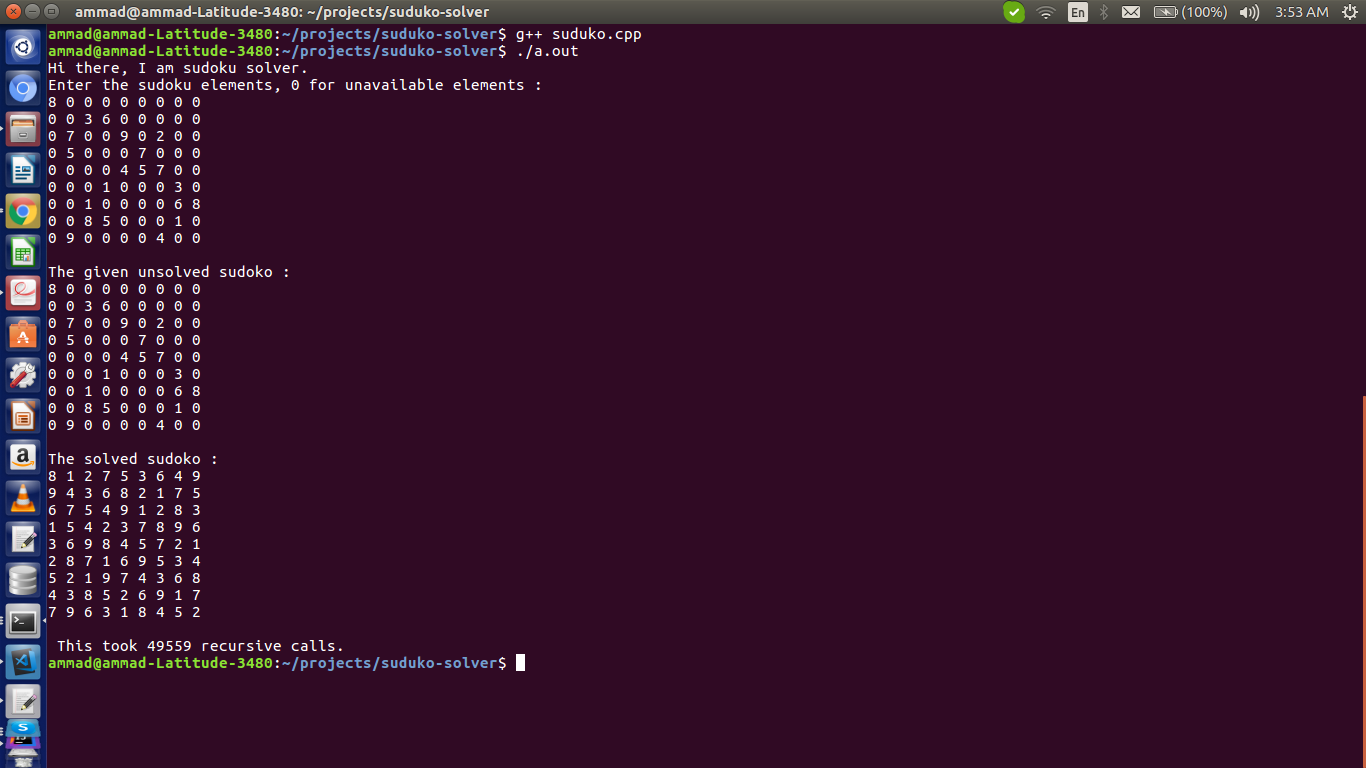 ammad@ammad-Latitude-3480: ~/projects/suduko-solver
En
(100%)
3:53 AM
ammad@ammad-Latitude-3480:~/projects/suduko-solver$ g++ suduko.cpp
ammad@ammad-Latitude-3480:~/projects/suduko-solver$ ./a.out
Hi there, I am sudoku solver.
Enter the sudoku elements, 0 for unavailable elements :
8 0 0 0 0 0 0 0 0
0 0 3 6 0 0 0 0 0
0 7 0 0 9 0 2 0 0
0 5 0 0 0 7 0 0 0
0 0 0 0 4 5 7 0 0
0 0 0 1 0 0 0 3 0
0 0 1 0 0 0 0 6 8
0 0 8 5 0 0 0 1 0
0 9 0 0 0 0 4 0 0
The given unsolved sudoko :
8 0 0 0 0 0 0 0 0
0 0 3 6 0 0 0 0 0
0 7 0 0 9 0 2 0 0
0 5 0 0 0 7 0 0 0
0 0 0 0 4 5 7 0 0
0 0 0 1 0 0 0 3 0
0 0 1 0 0 0 0 6 8
0 0 8 5 0 0 0 1 0
0 9 0 0 0 0 4 0 0
The solved sudoko :
8 1 2 7 5 3 6 4 9
9 4 3 6 8 2 1 7 5
6 7 5 4 9 1 2 8 3
1 5 4 2 3 7 8 9 6
3 6 9 8 4 5 7 2 1
2 8 7 1 6 9 5 3 4
5 2 1 9 7 4 3 6 8
4 3 8 5 2 6 9 1 7
7 9 6 3 1 8 4 5 2
This took 49559 recursive calls.
ammad@ammad-Latitude-3480:~/projects/suduko-solver$